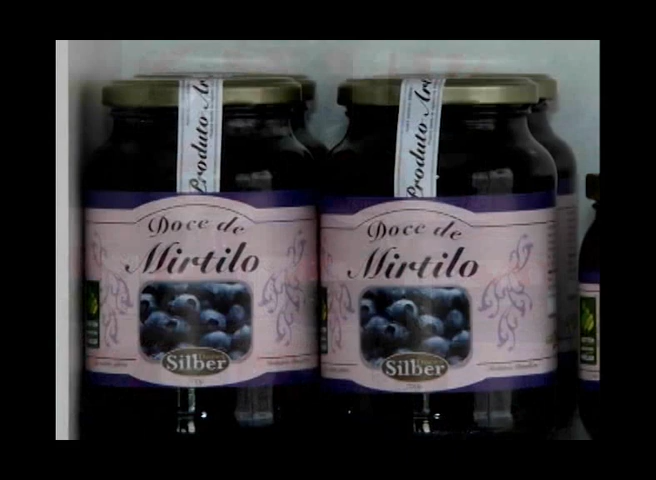 Produto Ar
Doce de
Mirtilo
Silber
Produto Ar
Doce de
Mirtilo
Silber